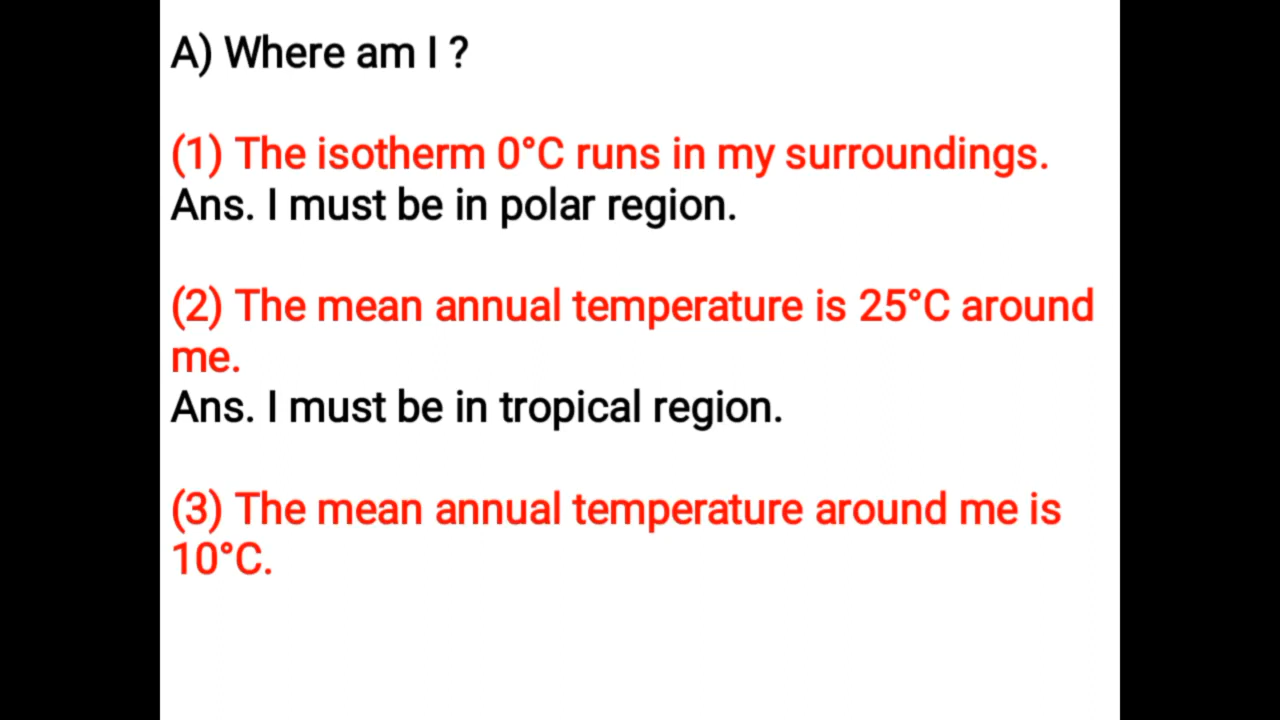 A) Where am I ?
(1) The isotherm 0°C runs in my surroundings.
Ans. I must be in polar region.
(2) The mean annual temperature is 25°C around
me.
Ans. I must be in tropical region.
(3) The mean annual temperature around me is
10°C.